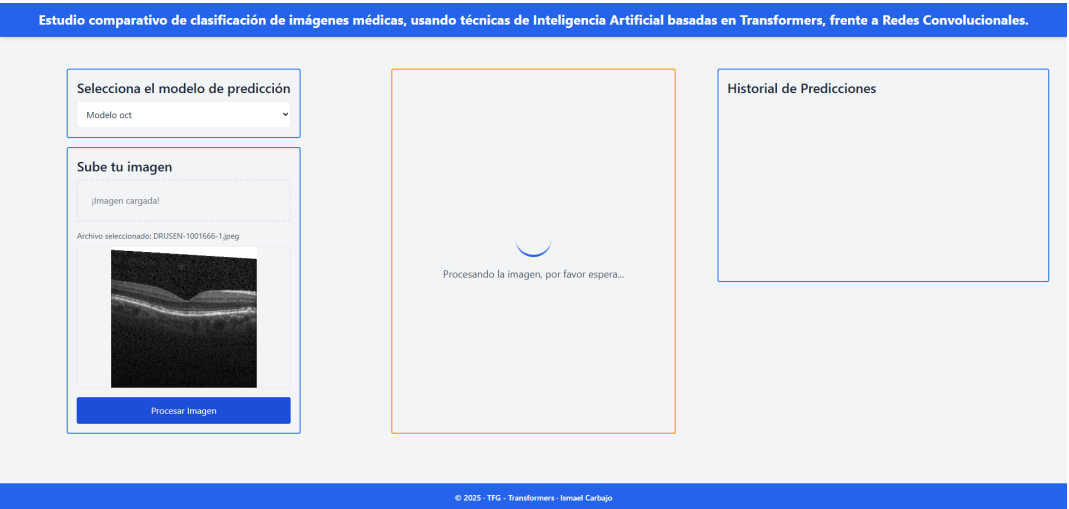 Estudio comparativo de clasificación de imágenes médicas, usando técnicas de Inteligencia Artificial basadas en Transformers, frente a Redes Convolucionales.
Selecciona el modelo de predicción
Modelo oct
Sube tu imagen
¡Imagen cargada!
Archivo seleccionado: DRUSEN-1001666-1.jpeg
Procesar Imagen
Procesando la imagen, por favor espera...
Historial de Predicciones
© 2025 · TFG - Transformers · Ismael Carbajo